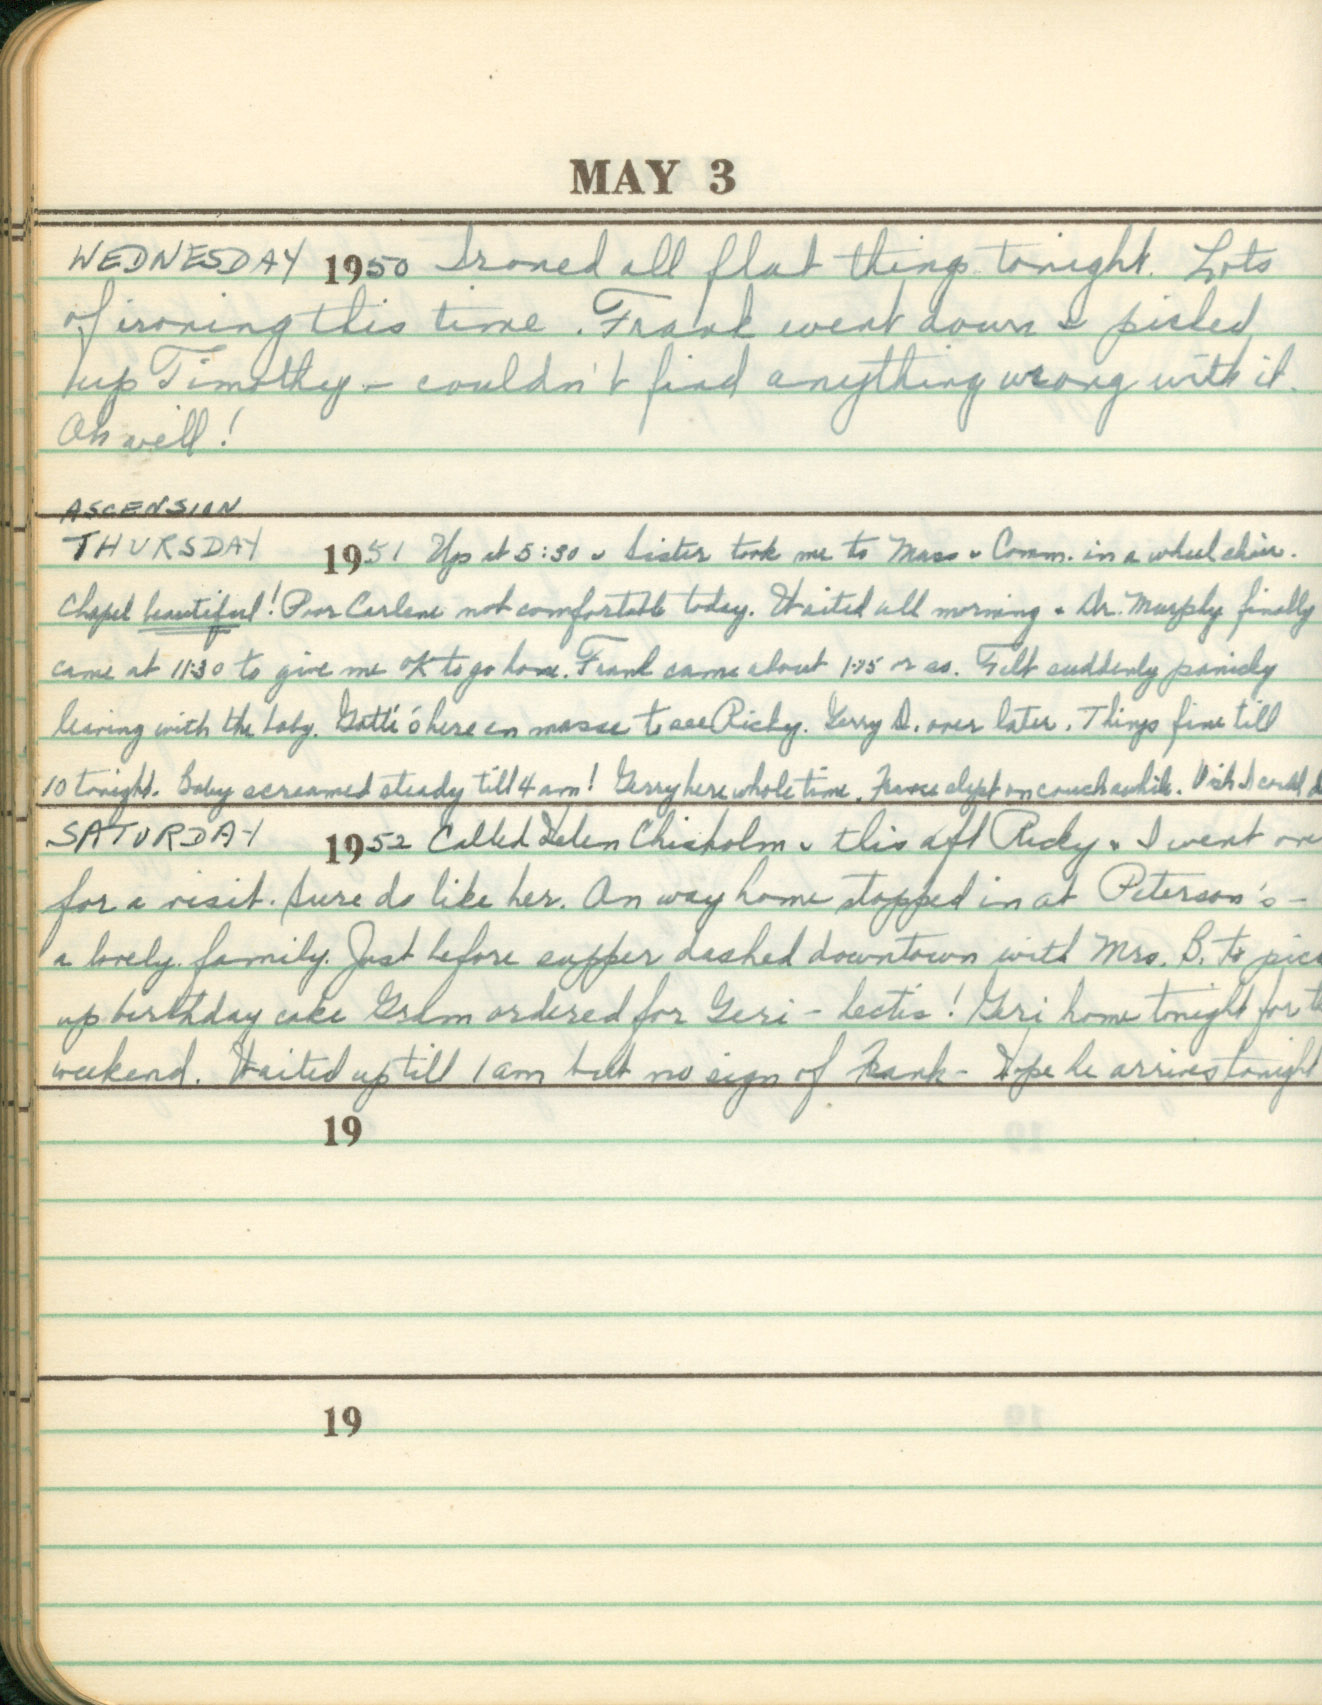 MAY 3
WEDNESDAY 1950 Ironed all flat things tonight. Lots
of ironing this time. Frank went down & picked
up Timothy - couldn't find anything wrong with it.
Oh well!
ASCENSION
THURSDAY 1951 Up at 5:30 & Sister took me to Mass & Comm. in a wheel chair.
Chapel beautiful! Poor Carlene not comfortable today. Waited all morning & Dr. Murphy finally
came at 11:30 to give me OK to go home. Frank came about 1:15 or so. Felt suddenly panicky
leaving with the baby. Gatti's here en masse to see Ricky. Gerry D. over later. Things fine till
10 tonight. Baby screamed steady till 4 am! Gerry here whole time. slept on couch awhile. Wish I could,
SATURDAY 1952 Called Helen Chisholm & this aft Ricky & I went
for a visit. Sure do like her. On way home stopped in at Peterson's -
a lovely family. Just before supper dashed downtown with Mrs. B. to
up birthday cake Gram ordered for Geri - ! Geri home tonight for
weekend. Waited up till 1 am but no sign of Frank - Hope he arrives tonight
19
19